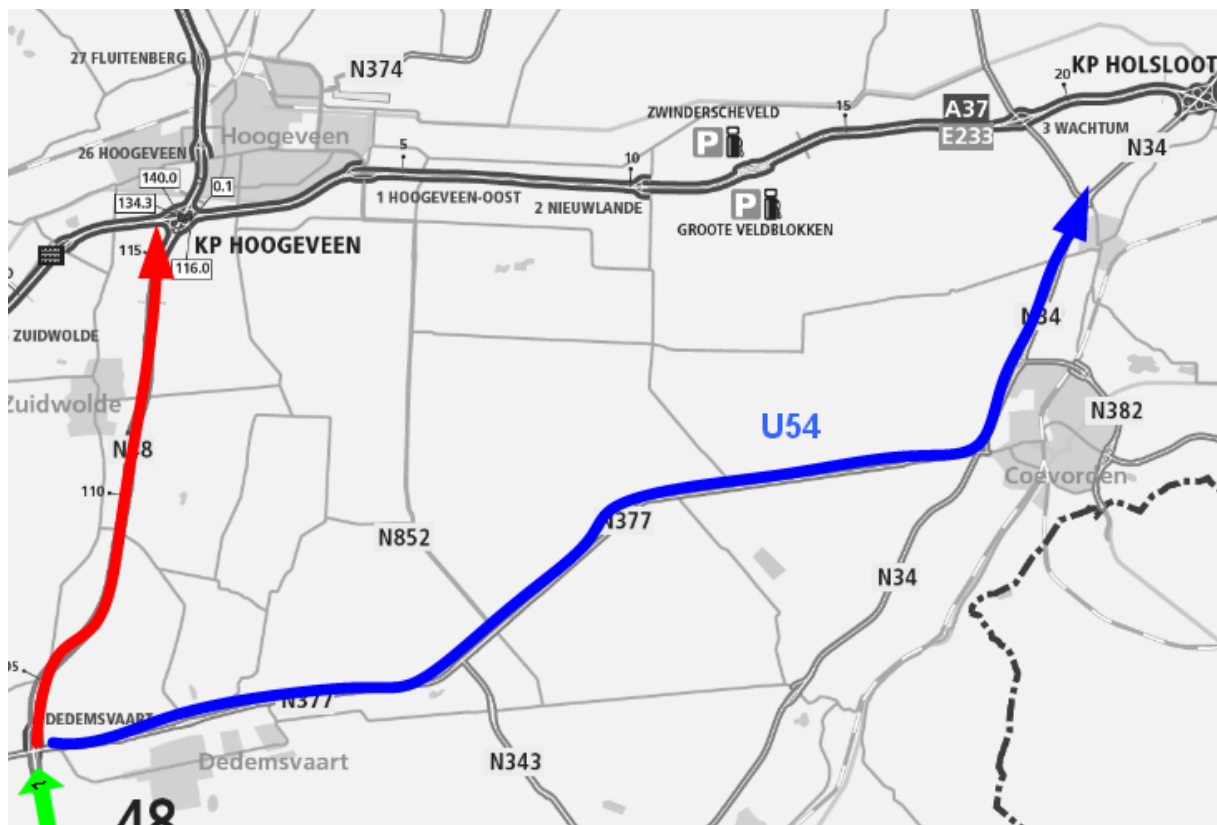 KP HOLSLOOT
27 FLUITENBERG
N374
20
ZWINDERSCHEVELD
15
A37
E233
3 WACHTUM
N34
Hoogeveen
26 HOOGEVEEN
5
10
P
140.0
0.1
134.3
1 HOOGEVEEN-OOST
2 NIEUWLANDE
P
GROOTE VELDBLOKKEN
KP HOOGEVEEN
115
116.0
ZUIDWOLDE
N34
Zuidwolde
N382
U54
N48
Coevorden
110
N377
N852
N34
DEDEMSVAART
N377
Dedemsvaart
N343
48